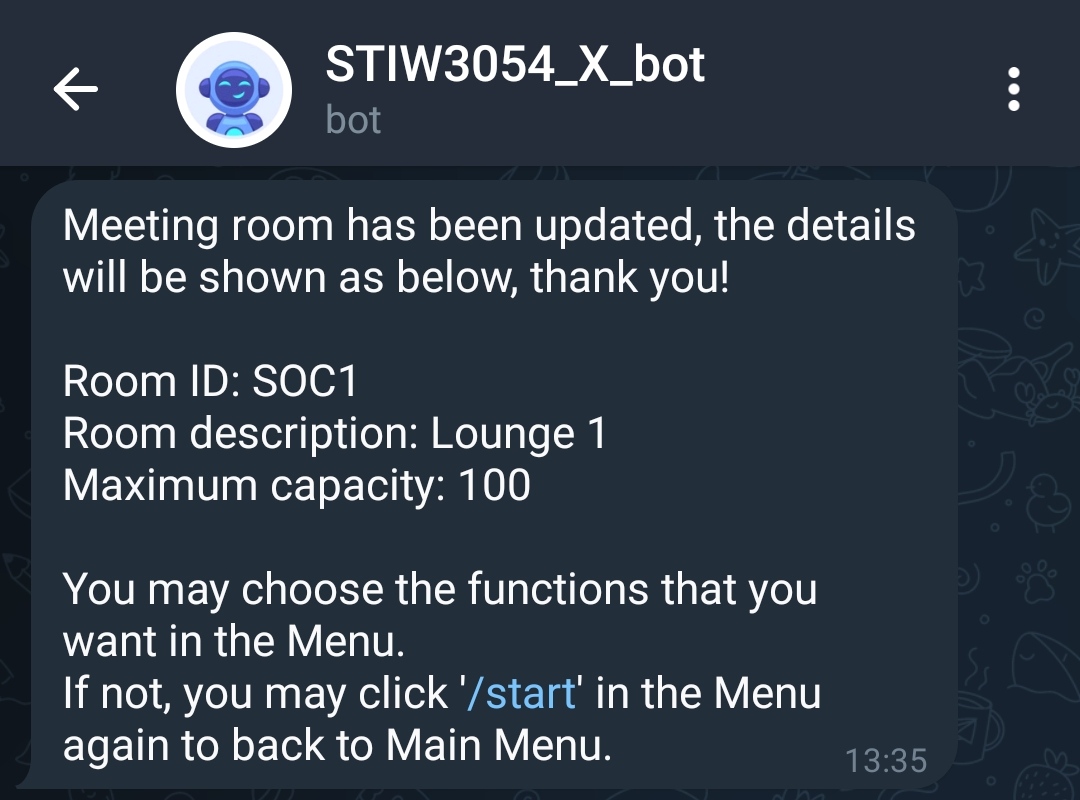 STIW3054_X_bot
bot
Meeting room has been updated, the details
will be shown as below, thank you!
Room ID: SOC1
Room description: Lounge 1
Maximum capacity: 100
You may choose the functions that you
want in the Menu.
If not, you may click '/start' in the Menu
again to back to Main Menu.
13:35